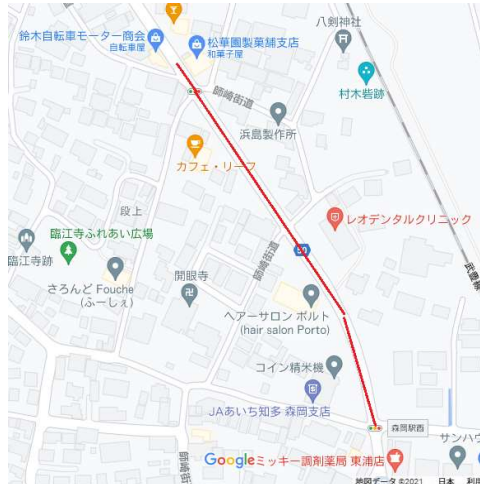 八剱神社
鈴木自転車モーター商会
自転車屋
松華園製菓舗支店
和菓子屋
村木砦跡
師崎街道
浜島製作所
カフェ・リーフ
段上
レオデンタルクリニック
臨江寺ふれあい広場
臨江寺跡
師崎街道
武豊線
さろんど Fouche
(ふーしぇ)
開眼寺
ヘアーサロン ポルト
(hair salon Porto)
コイン精米機
JAあいち知多 森岡支店
森岡駅西
サンハウ
師崎街道
Google
ミッキー調剤薬局 東浦店
地図データ ©2021
日本
利用